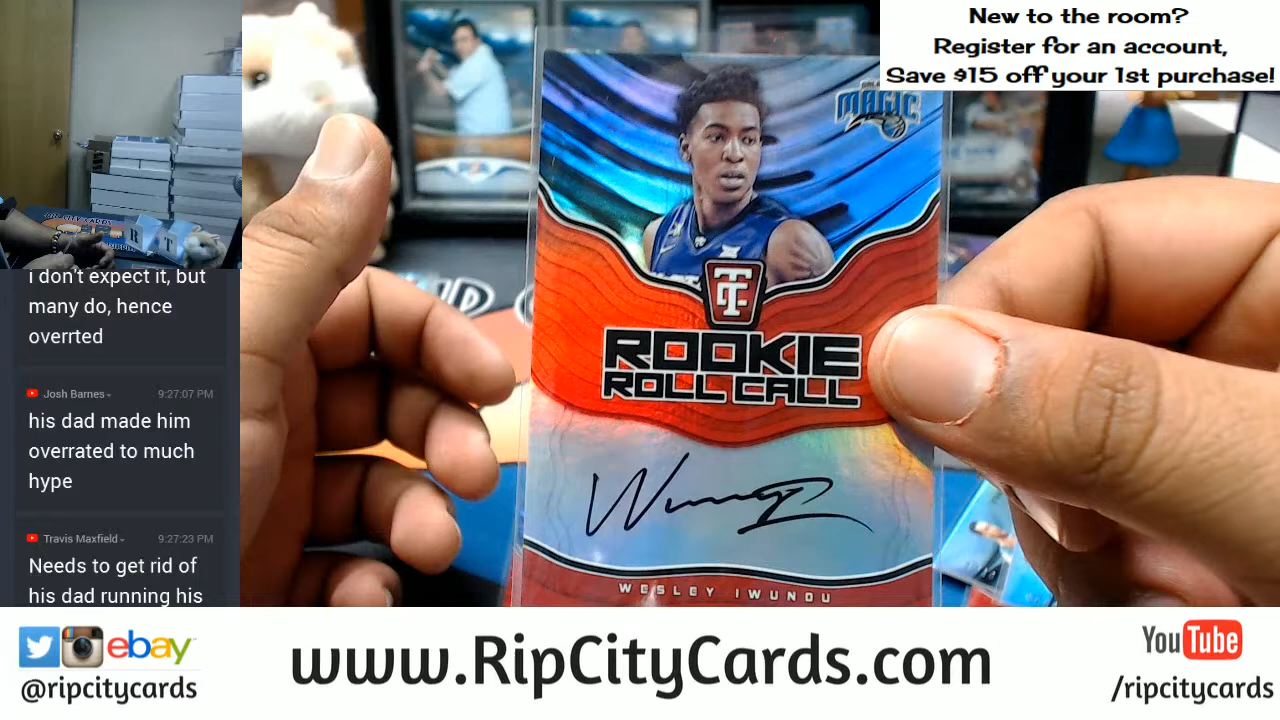 New to the room?
Register for an account,
Save $15 off your 1st purchase!
i don't expect it, but
many do, hence
overrted
Josh Barnes
9:27:07 PM
his dad made him
overrated to much
hype
Travis Maxfield
9:27:23 PM
Needs to get rid of
his dad running his
MAGIC
ROOKIE
ROLL CALL
WESLEY IWUNDU
R T
ebay
@ripcitycards
www.RipCityCards.com
YouTube
/ripcitycards